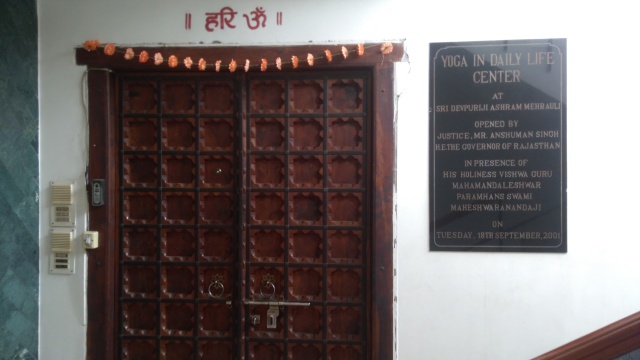 ॥ हरि ॐ ॥
YOGA IN DAILY LIFE
CENTER
AT
SRI DEVPURIJI ASHRAM MEHRAULI
OPENED BY
JUSTICE, MR. ANSHUMAN SINGH
RETRE GOVERNOR OF RAJASTHAN
IN PRESENCE OF
HIS HOLINESS VISHWA GURU
MAHAMANDALESHWAR
PARAMHANS SWAMI
MAHESHWARANANDAJI
ON
TUESDAY, 18TH SEPTEMBER, 2001